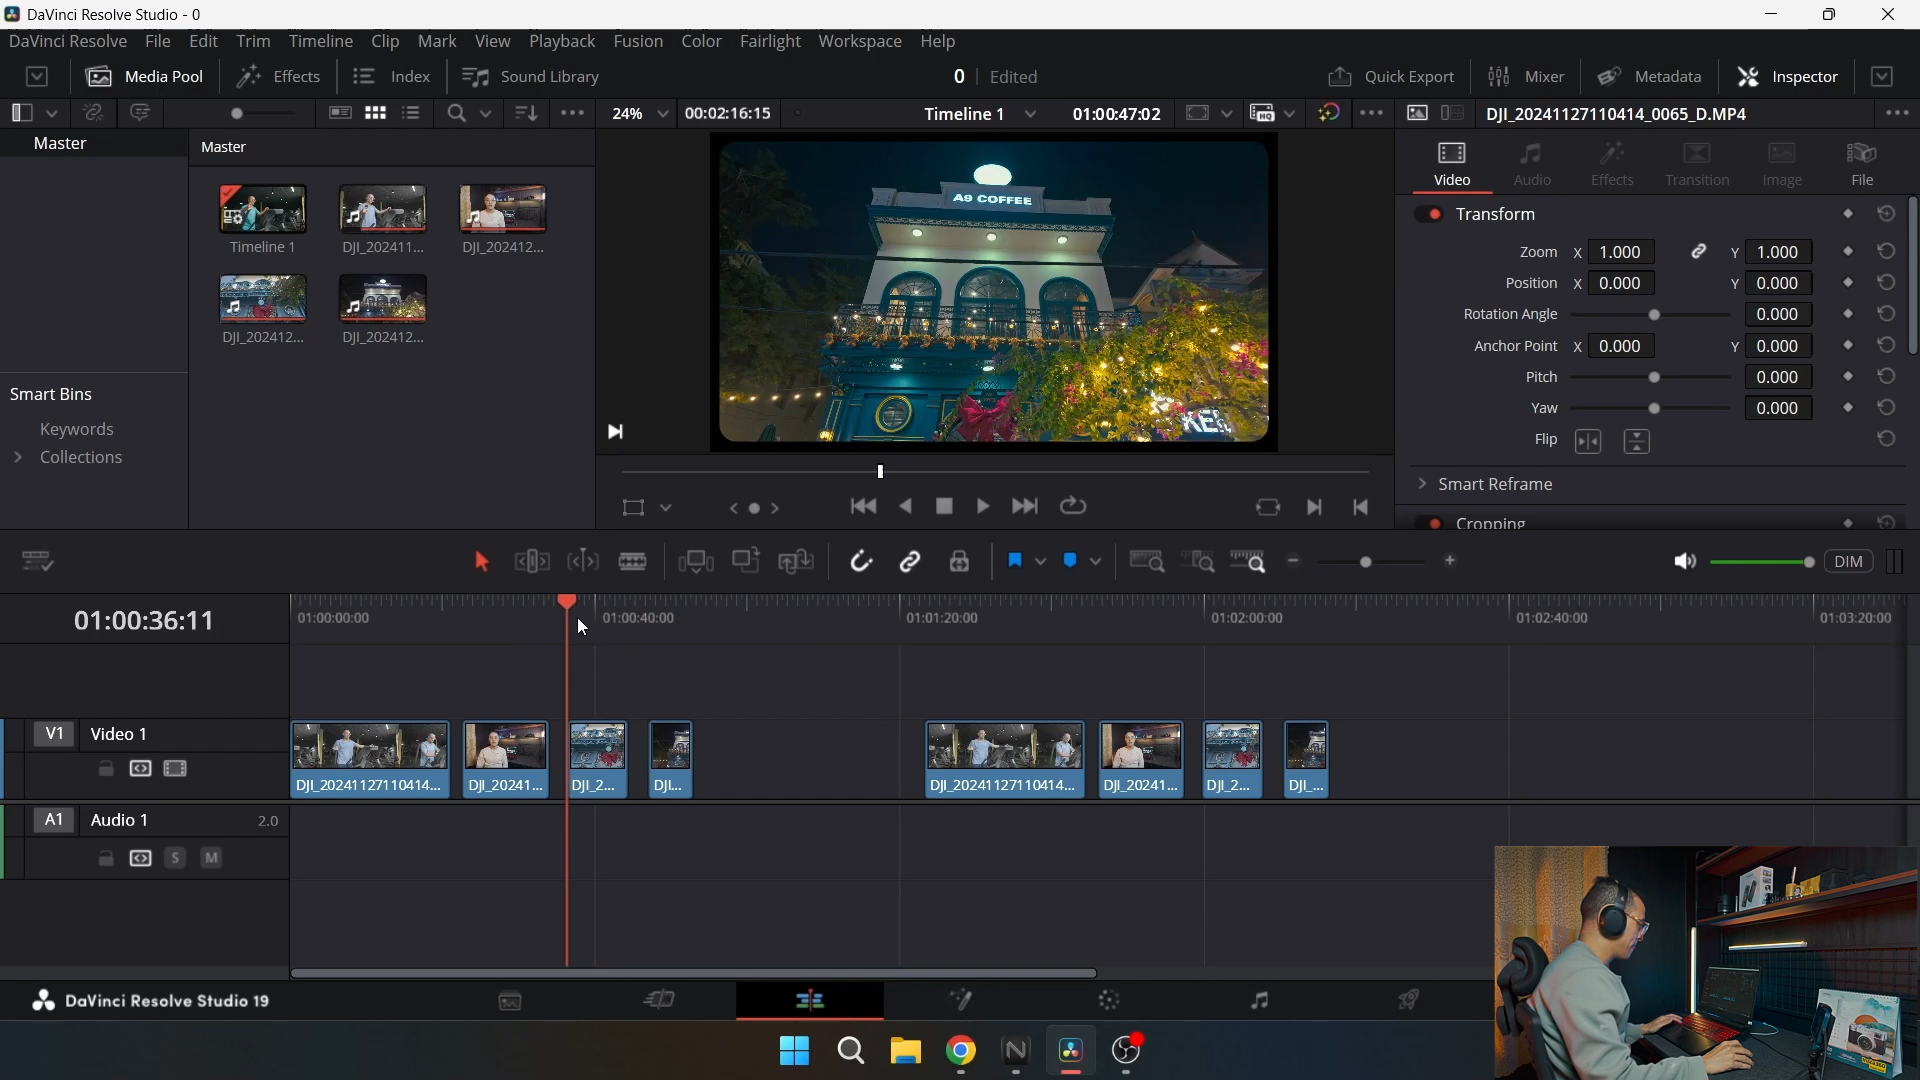 DaVinci Resolve Studio - 0
DaVinci Resolve File Edit Trim Timeline Clip Mark View Playback Fusion Color Fairlight Workspace Help
Media Pool Effects Index Sound Library 0 Edited Quick Export Mixer Metadata Inspector
24% 00:02:16:15 Timeline 1 01:00:47:02 HQ DJI_20241127110414_0065_D.MP4
Master
Master
Timeline 1 DJI_202411... DJI_202412...
DJI_202412... DJI_202412...
Smart Bins
Keywords
Collections
A9 COFFEE
Video Audio Effects Transition Image File
Transform
Zoom X 1.000 Y 1.000
Position X 0.000 Y 0.000
Rotation Angle 0.000
Anchor Point X 0.000 Y 0.000
Pitch 0.000
Yaw 0.000
Flip
Smart Reframe
Cropping
DIM
01:00:36:11
01:00:00:00 01:00:40:00 01:01:20:00 01:02:00:00 01:02:40:00 01:03:20:00
V1 Video 1
DJI_20241127110414... DJI_20241... DJI_2... DJI... DJI_20241127110414... DJI_20241... DJI_2... DJI_...
A1 Audio 1 2.0
S M
DaVinci Resolve Studio 19